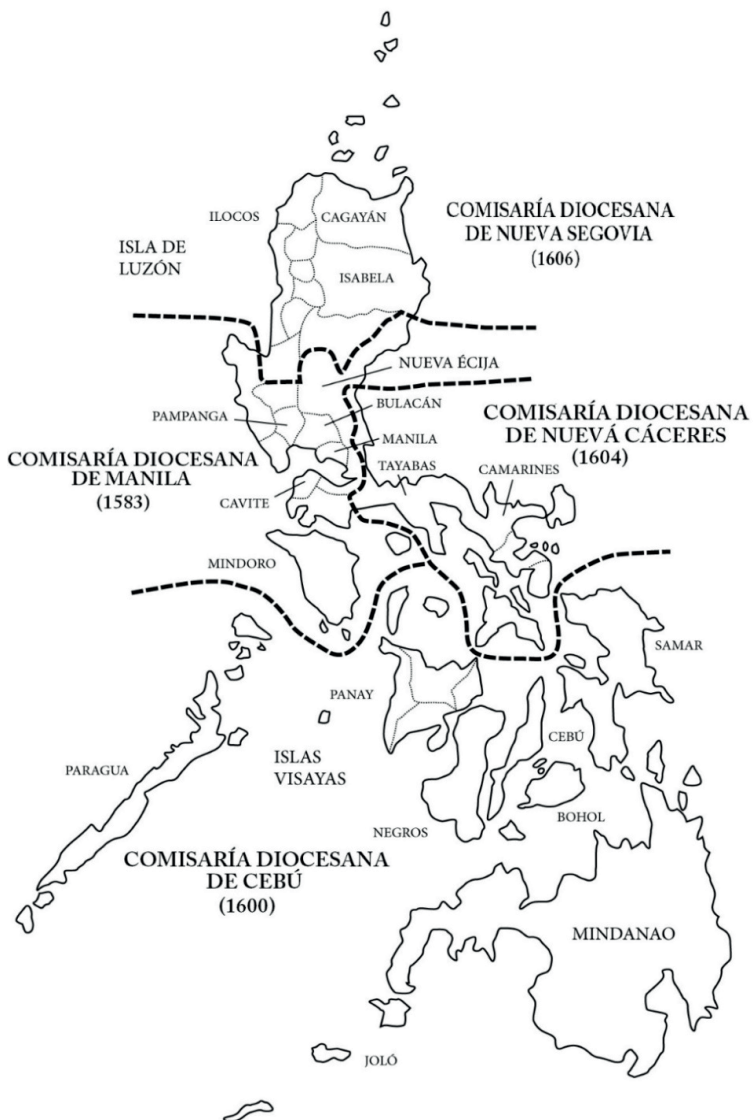 ILOCOS
CAGAYÁN
COMISARÍA DIOCESANA
DE NUEVA SEGOVIA
(1606)
ISLA DE
LUZÓN
ISABELA
NUEVA ÉCIJA
PAMPANGA
BULACÁN
COMISARÍA DIOCESANA
DE NUEVÁ CÁCERES
(1604)
MANILA
COMISARÍA DIOCESANA
DE MANILA
(1583)
TAYABAS
CAMARINES
CAVITE
MINDORO
SAMAR
PANAY
CEBÚ
ISLAS
VISAYAS
PARAGUA
BOHOL
NEGROS
COMISARÍA DIOCESANA
DE CEBÚ
(1600)
MINDANAO
JOLÓ